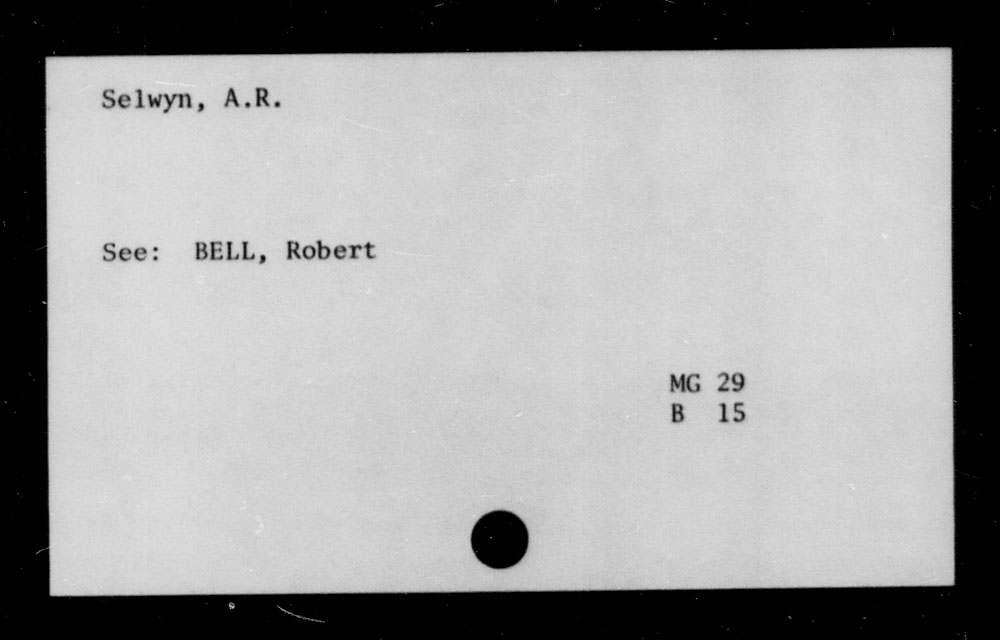 Selwyn, A.R.
See: BELL, Robert
MG 29
B 15